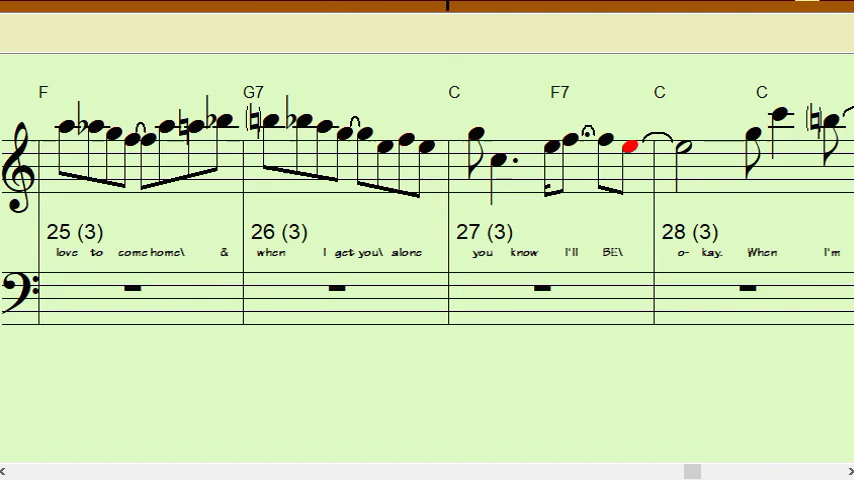 F G7 C F7 C C
25 (3) 26 (3) 27 (3) 28 (3)
love to come home\ & when I get you\ alone you know I'll BE\ o- kay. When I'm